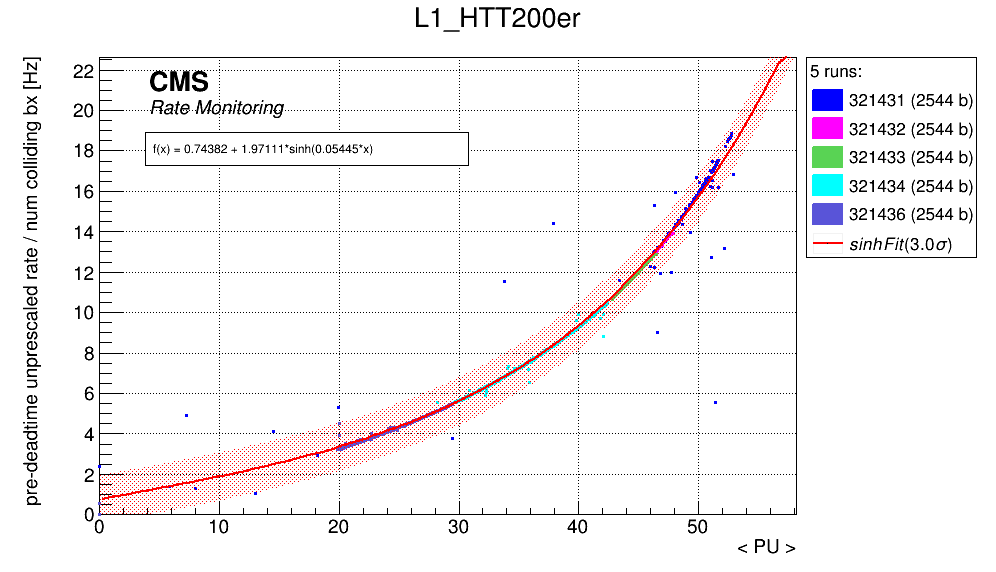 L1_HTT200er
pre-deadtime unprescaled rate / num colliding bx [Hz]
22
20
18
16
14
12
10
8
6
4
2
0
CMS
Rate Monitoring
f(x) = 0.74382 + 1.97111*sinh(0.05445*x)
0 10 20 30 40 50
< PU >
5 runs:
321431 (2544 b)
321432 (2544 b)
321433 (2544 b)
321434 (2544 b)
321436 (2544 b)
sinhFit(3.0σ)